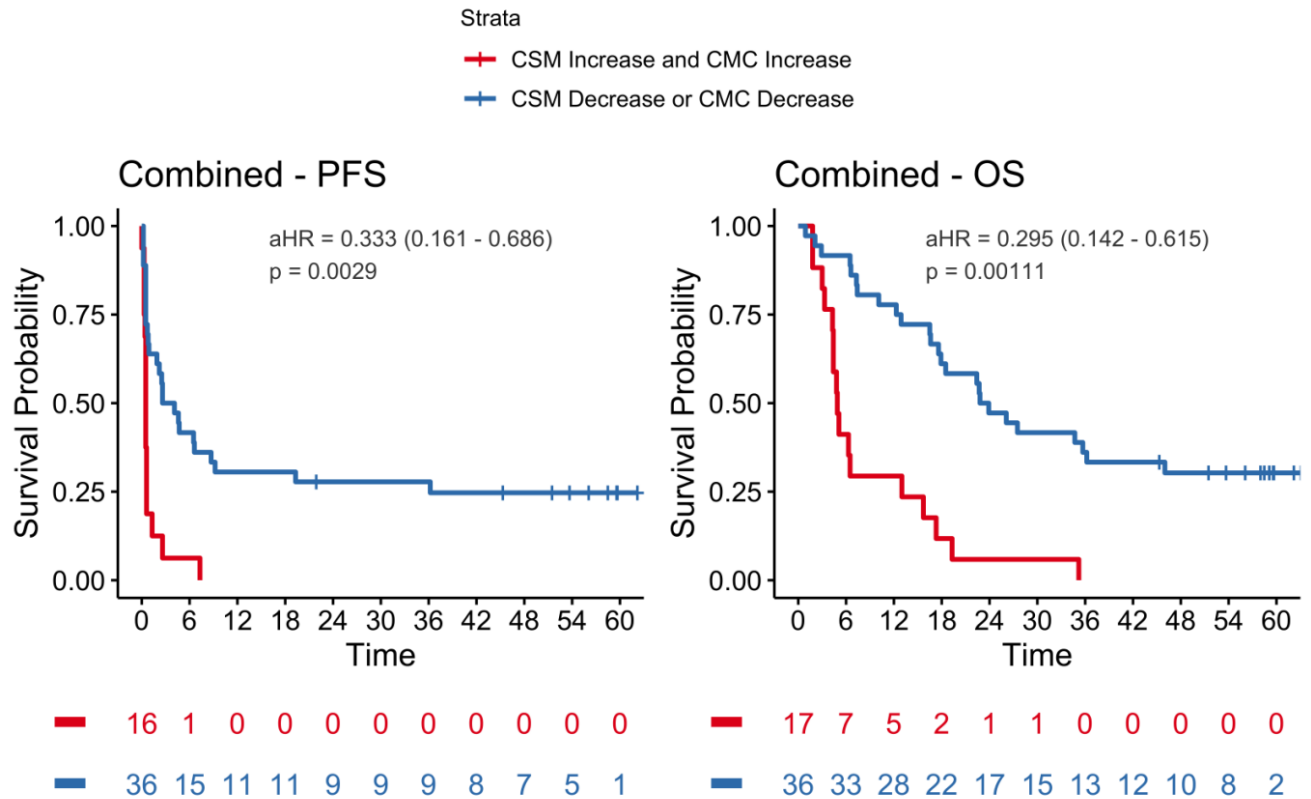 Strata
CSM Increase and CMC Increase
CSM Decrease or CMC Decrease
Combined - PFS
aHR = 0.333 (0.161 - 0.686)
p = 0.0029
Survival Probability
1.00
0.75
0.50
0.25
0.00
0 6 12 18 24 30 36 42 48 54 60
Time
16 1 0 0 0 0 0 0 0 0 0
36 15 11 11 9 9 9 8 7 5 1
Combined - OS
aHR = 0.295 (0.142 - 0.615)
p = 0.00111
Survival Probability
1.00
0.75
0.50
0.25
0.00
0 6 12 18 24 30 36 42 48 54 60
Time
17 7 5 2 1 1 0 0 0 0 0
36 33 28 22 17 15 13 12 10 8 2